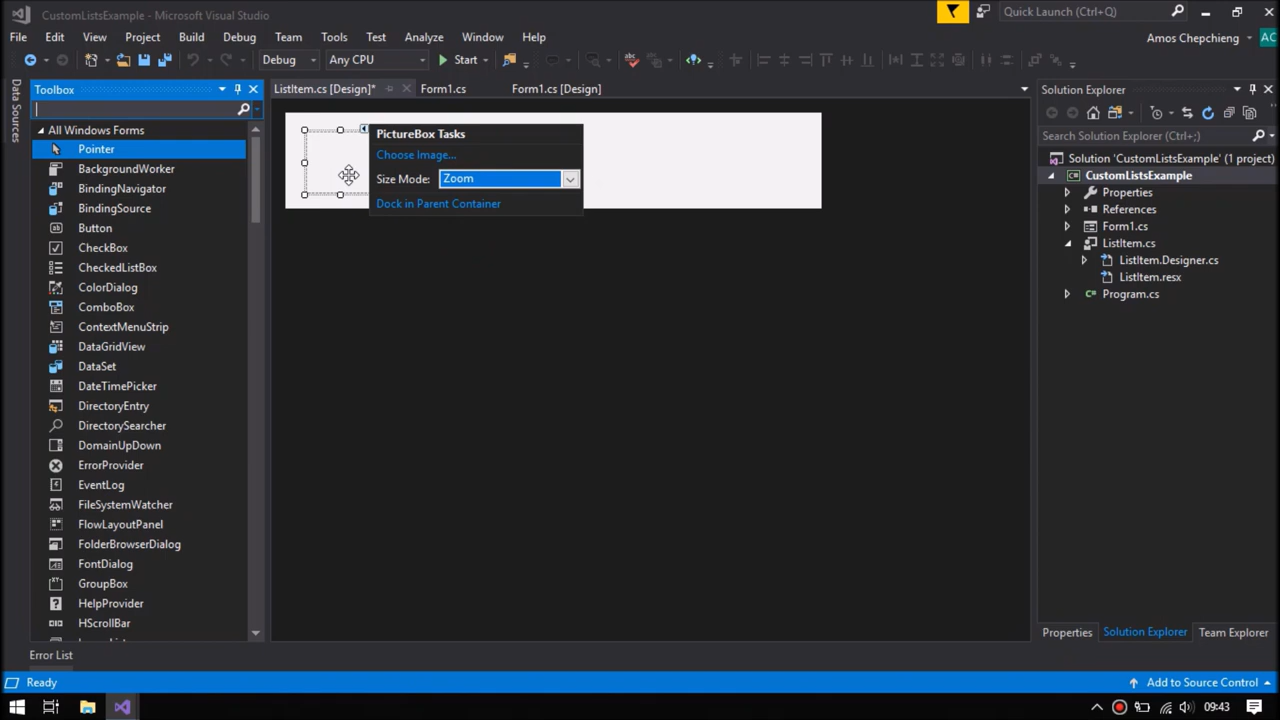 CustomListsExample - Microsoft Visual Studio
Quick Launch (Ctrl+Q)
File Edit View Project Build Debug Team Tools Test Analyze Window Help
Amos Chepchieng
AC
Debug
Any CPU
Start
Data Sources
Toolbox
ListItem.cs [Design]*
Form1.cs
Form1.cs [Design]
Solution Explorer
All Windows Forms
Pointer
BackgroundWorker
BindingNavigator
BindingSource
Button
CheckBox
CheckedListBox
ColorDialog
ComboBox
ContextMenuStrip
DataGridView
DataSet
DateTimePicker
DirectoryEntry
DirectorySearcher
DomainUpDown
ErrorProvider
EventLog
FileSystemWatcher
FlowLayoutPanel
FolderBrowserDialog
FontDialog
GroupBox
HelpProvider
HScrollBar
PictureBox Tasks
Choose Image...
Size Mode: Zoom
Dock in Parent Container
Search Solution Explorer (Ctrl+;)
Solution 'CustomListsExample' (1 project)
CustomListsExample
Properties
References
Form1.cs
ListItem.cs
ListItem.Designer.cs
ListItem.resx
Program.cs
Properties Solution Explorer Team Explorer
Error List
Ready
Add to Source Control
09:43